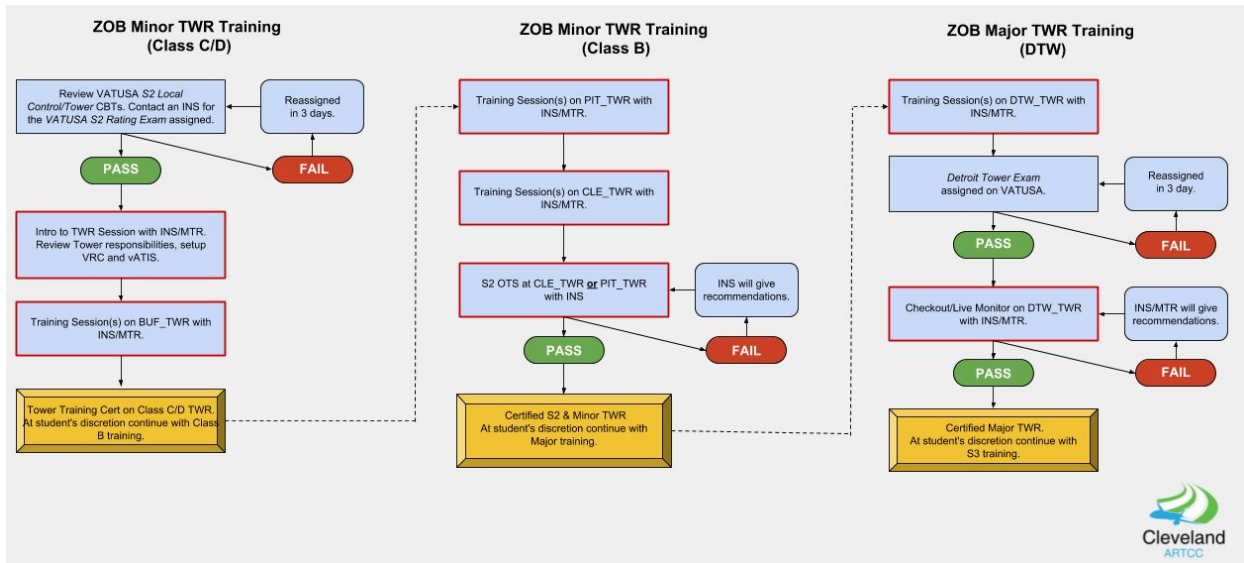 ZOB Minor TWR Training
(Class C/D)
Review VATUSA S2 Local
Control/Tower CBTs. Contact an INS for
the VATUSA S2 Rating Exam assigned.
Reassigned
in 3 days.
PASS
FAIL
Intro to TWR Session with INS/MTR.
Review Tower responsibilities, setup
VRC and vATIS.
Training Session(s) on BUF_TWR with
INS/MTR.
Tower Training Cert on Class C/D TWR.
At student's discretion continue with Class
B training.
ZOB Minor TWR Training
(Class B)
Training Session(s) on PIT_TWR with
INS/MTR.
Training Session(s) on CLE_TWR with
INS/MTR.
S2 OTS at CLE_TWR or PIT_TWR
with INS
INS will give
recommendations.
PASS
FAIL
Certified S2 & Minor TWR
At student's discretion continue with
Major training.
ZOB Major TWR Training
(DTW)
Training Session(s) on DTW_TWR with
INS/MTR.
Detroit Tower Exam
assigned on VATUSA.
Reassigned
in 3 day.
PASS
FAIL
Checkout/Live Monitor on DTW_TWR
with INS/MTR.
INS/MTR will give
recommendations.
PASS
FAIL
Certified Major TWR.
At student's discretion continue with
S3 training.
Cleveland
ARTCC